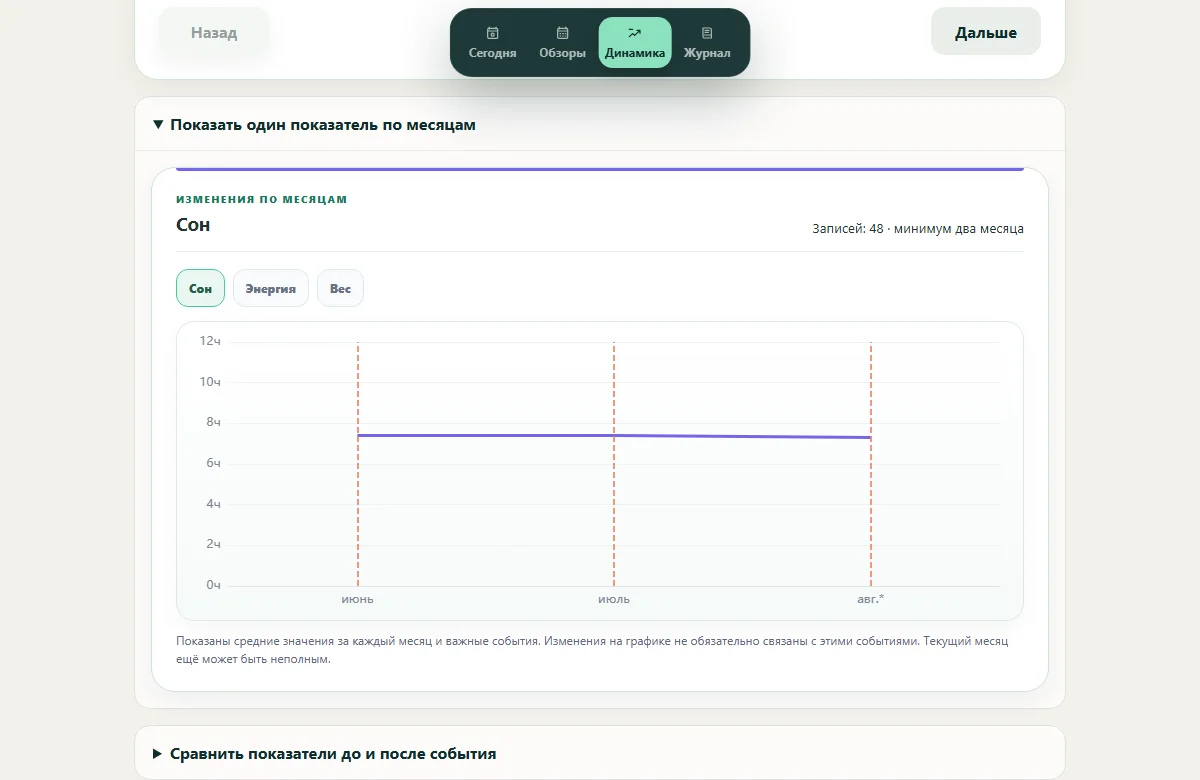 Назад
Сегодня
Обзоры
Динамика
Журнал
Дальше
▼ Показать один показатель по месяцам
ИЗМЕНЕНИЯ ПО МЕСЯЦАМ
Сон
Записей: 48 · минимум два месяца
Сон
Энергия
Вес
12ч
10ч
8ч
6ч
4ч
2ч
0ч
июнь
июль
авг.*
Показаны средние значения за каждый месяц и важные события. Изменения на графике не обязательно связаны с этими событиями. Текущий месяц
ещё может быть неполным.
▶ Сравнить показатели до и после события